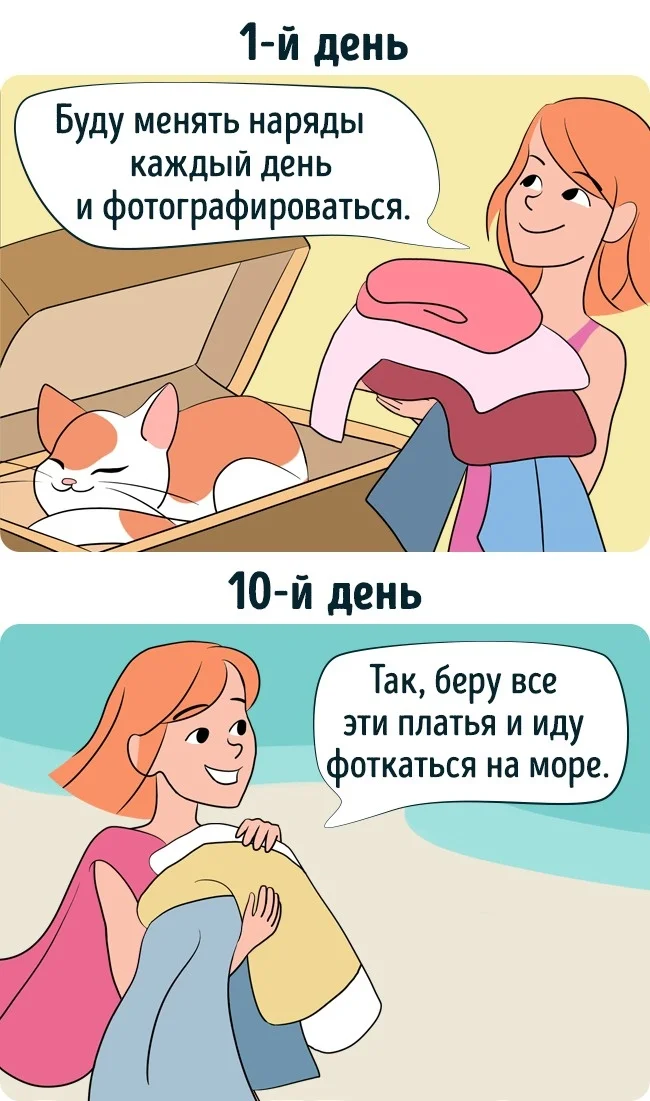 1-й день
Буду менять наряды
каждый день
и фотографироваться.
10-й день
Так, беру все
эти платья и иду
фоткаться на море.